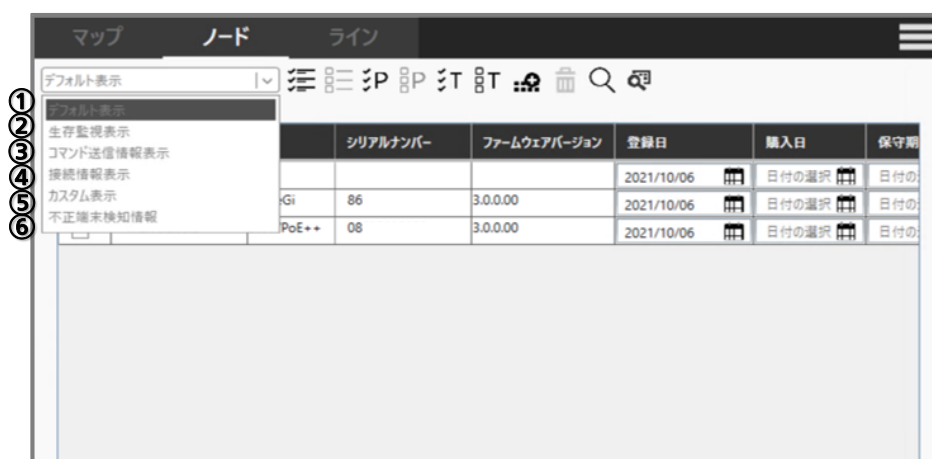 マップ ノード ライン
デフォルト表示
P P T T
① デフォルト表示
② 生存監視表示
③ コマンド送信情報表示
④ 接続情報表示
⑤ カスタム表示
⑥ 不正端末検知情報
シリアルナンバー ファームウェアバージョン 登録日 購入日 保守期
2021/10/06 日付の選択 日付の
Gi 86 3.0.0.00 2021/10/06 日付の選択 日付の
PoE++ 08 3.0.0.00 2021/10/06 日付の選択 日付の